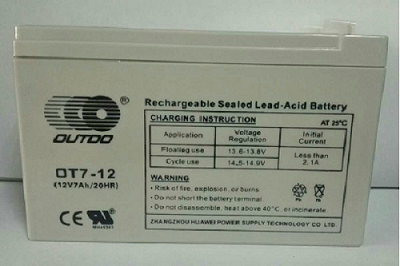 OUTDO ®
OT7-12
(12V7Ah/20HR)
Rechargeable Sealed Lead-Acid Battery
CHARGING INSTRUCTION AT 25°C
Application Voltage Regulation Initial Current
Floating use 13.6-13.8V Less than 2.1A
Cycle use 14.5-14.9V
WARNING:
Risk of fire, explosion, or burns
Do not short the battery terminal.
Do not disassemble, heat above 40°C, or incinerate
ZHANGZHOU HUAWEI POWER SUPPLY TECHNOLOGY CO LTD.
CE
Pb